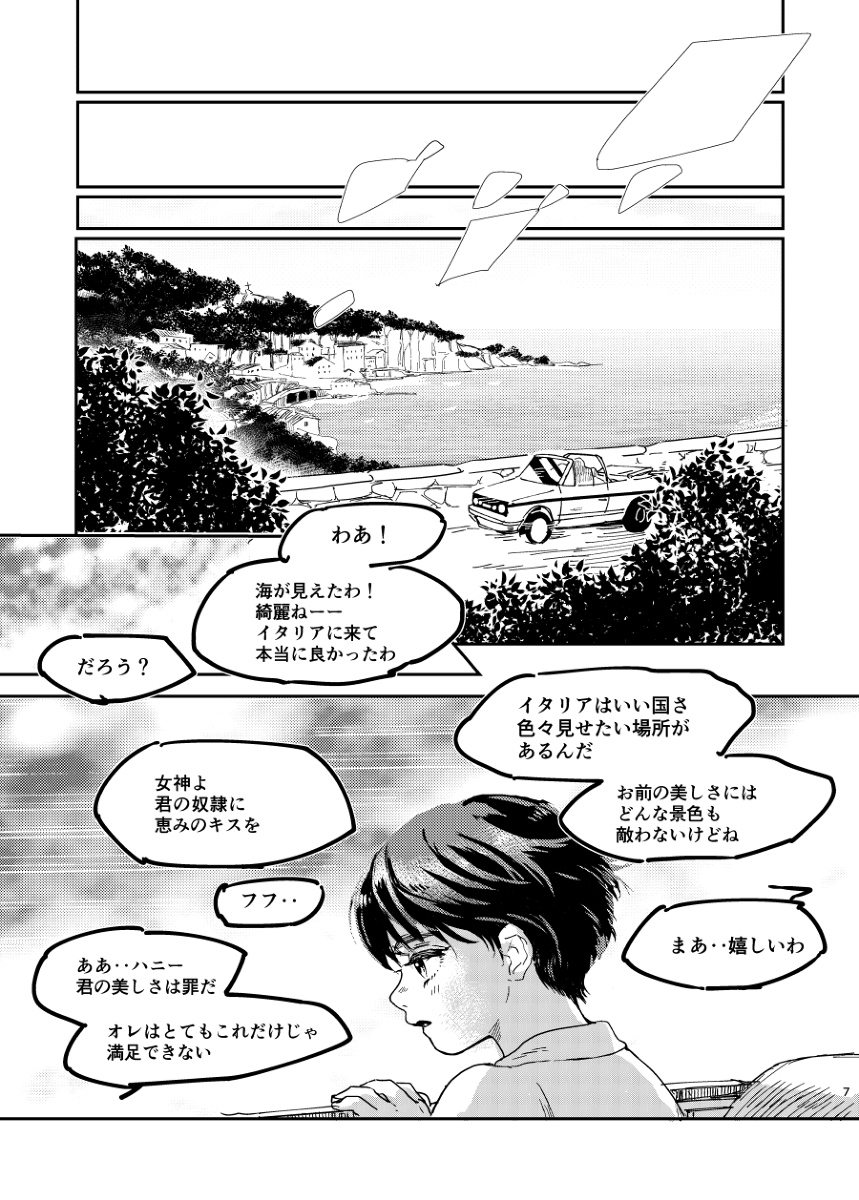 わあ！
海が見えたわ！
綺麗ねーー
イタリアに来て
本当に良かったわ
だろう？
イタリアはいい国さ
色々見せたい場所が
あるんだ
お前の美しさには
どんな景色も
敵わないけどね
まあ‥嬉しいわ
女神よ
君の奴隷に
恵みのキスを
フフ‥
ああ‥ハニー
君の美しさは罪だ
オレはとてもこれだけじゃ
満足できない
7